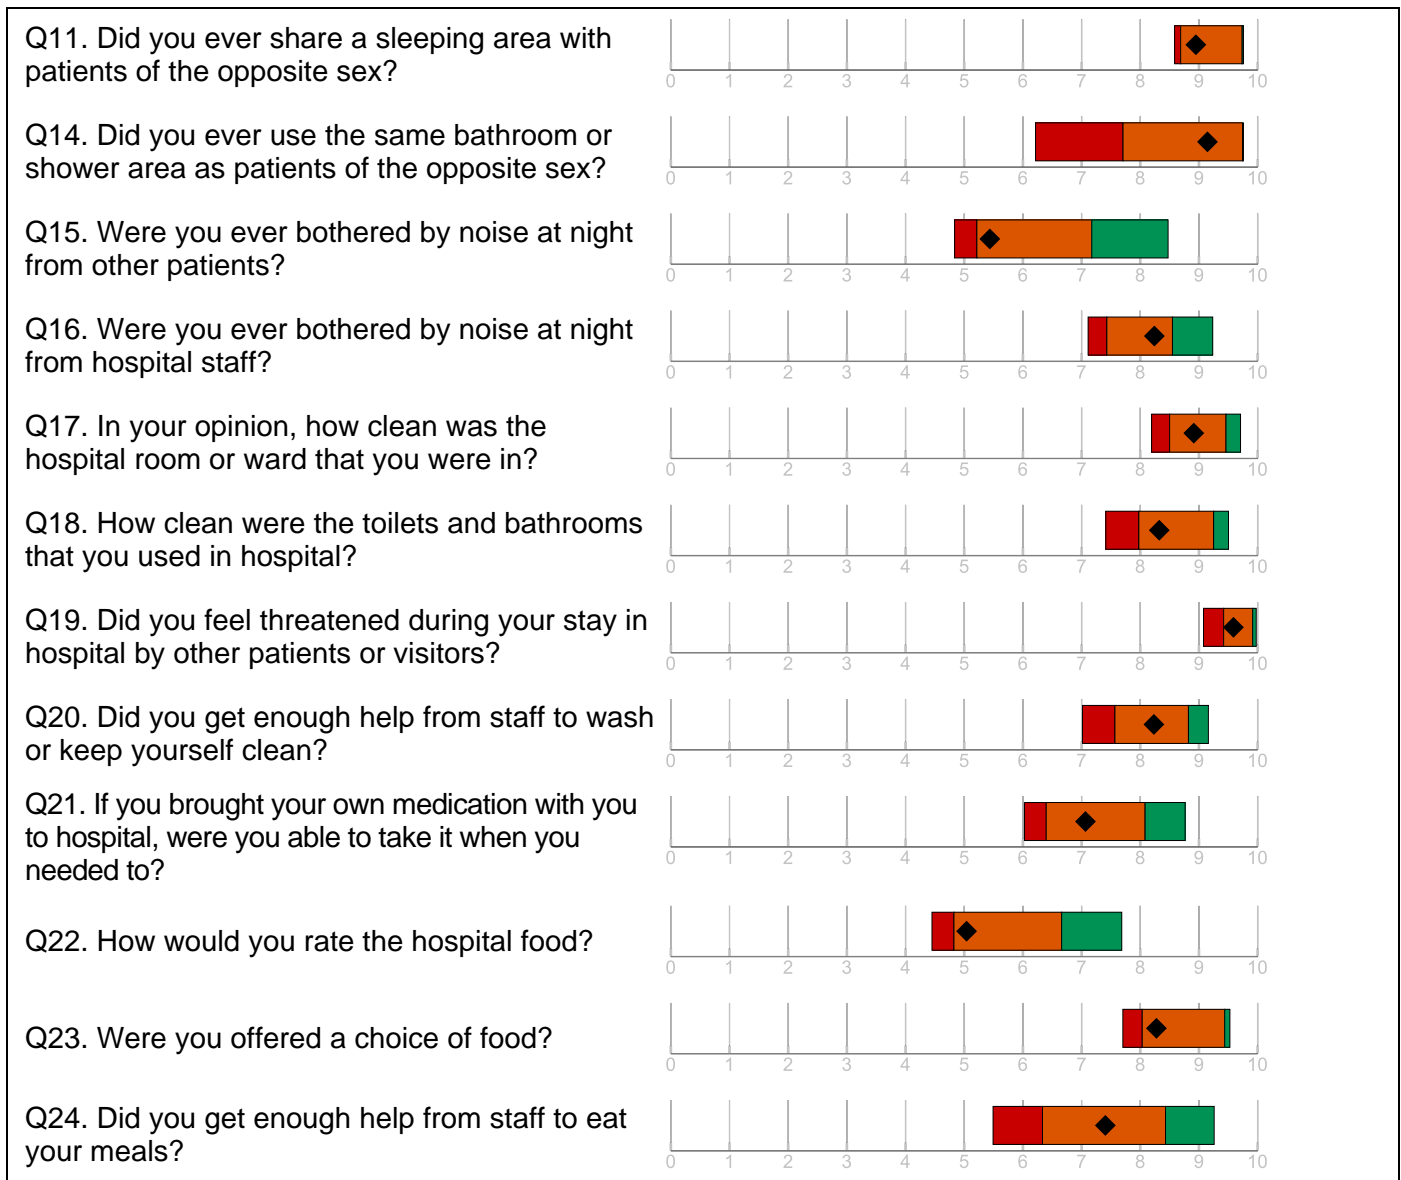 Q11. Did you ever share a sleeping area with
patients of the opposite sex?
0 1 2 3 4 5 6 7 8 9 10
Q14. Did you ever use the same bathroom or
shower area as patients of the opposite sex?
0 1 2 3 4 5 6 7 8 9 10
Q15. Were you ever bothered by noise at night
from other patients?
0 1 2 3 4 5 6 7 8 9 10
Q16. Were you ever bothered by noise at night
from hospital staff?
0 1 2 3 4 5 6 7 8 9 10
Q17. In your opinion, how clean was the
hospital room or ward that you were in?
0 1 2 3 4 5 6 7 8 9 10
Q18. How clean were the toilets and bathrooms
that you used in hospital?
0 1 2 3 4 5 6 7 8 9 10
Q19. Did you feel threatened during your stay in
hospital by other patients or visitors?
0 1 2 3 4 5 6 7 8 9 10
Q20. Did you get enough help from staff to wash
or keep yourself clean?
0 1 2 3 4 5 6 7 8 9 10
Q21. If you brought your own medication with you
to hospital, were you able to take it when you
needed to?
0 1 2 3 4 5 6 7 8 9 10
Q22. How would you rate the hospital food?
0 1 2 3 4 5 6 7 8 9 10
Q23. Were you offered a choice of food?
0 1 2 3 4 5 6 7 8 9 10
Q24. Did you get enough help from staff to eat
your meals?
0 1 2 3 4 5 6 7 8 9 10